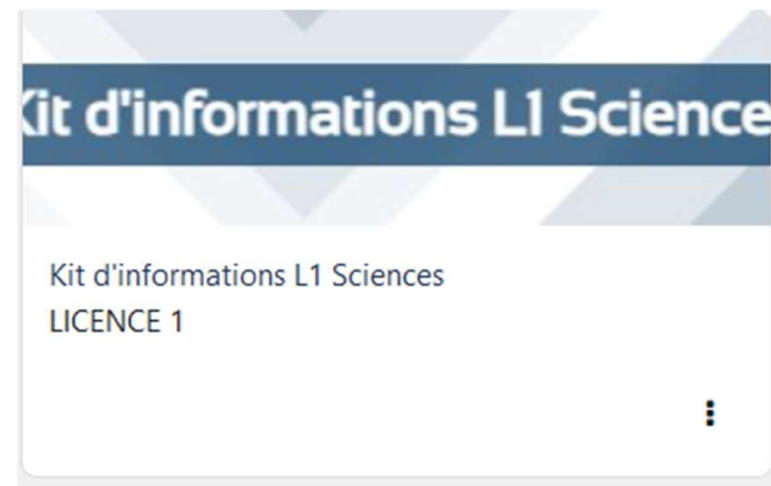 Kit d'informations L1 Science
Kit d'informations L1 Sciences
LICENCE 1